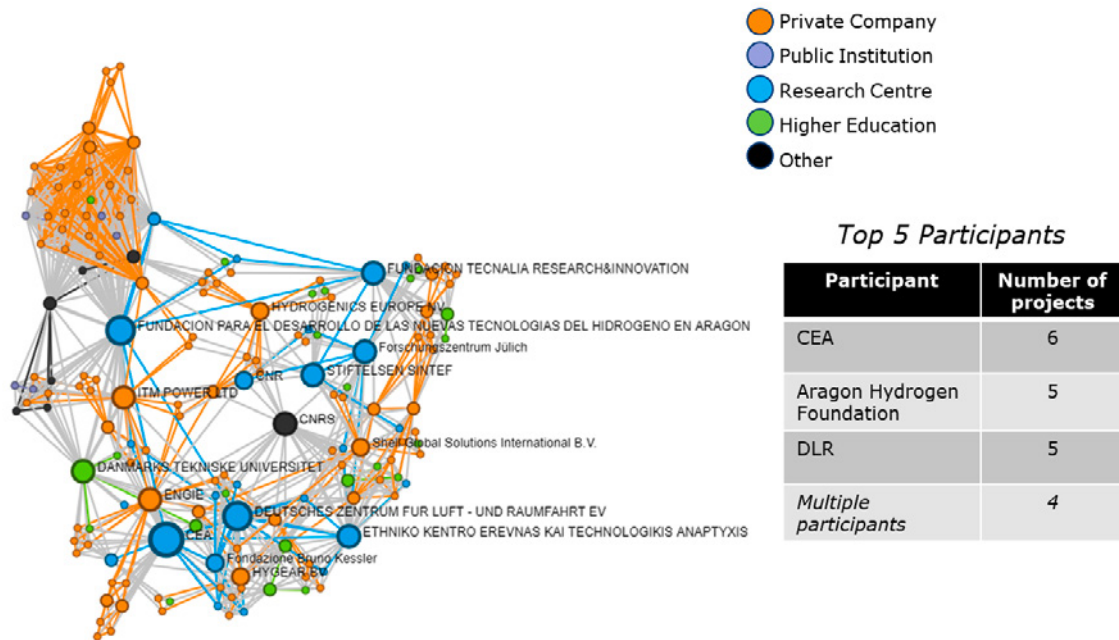 Private Company
Public Institution
Research Centre
Higher Education
Other
FUNDACION TECNALIA RESEARCH&INNOVATION
HYDROGENICS EUROPE NV
FUNDACION PARA EL DESARROLLO DE LAS NUEVAS TECNOLOGIAS DEL HIDROGENO EN ARAGON
Forschungszentrum Jülich
STIFTELSEN SINTEF
CNR
ITM POWER LTD
CNRS
Shell Global Solutions International B.V.
DANMARKS TEKNISKE UNIVERSITET
ENGIE
DEUTSCHES ZENTRUM FUR LUFT - UND RAUMFAHRT EV
ETHNIKO KENTRO EREVNAS KAI TECHNOLOGIKIS ANAPTYXIS
CEA
Fondazione Bruno Kessler
HYGEAR BV
Top 5 Participants
Participant Number of
projects
CEA 6
Aragon Hydrogen 5
Foundation
DLR 5
Multiple 4
participants